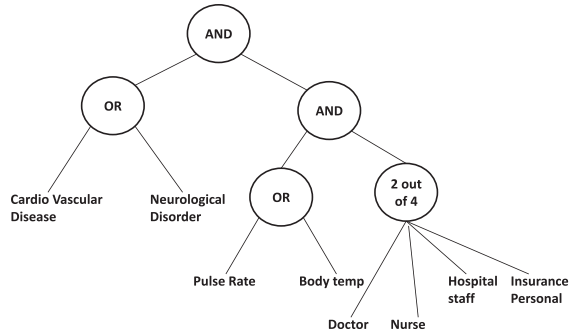 AND
OR
AND
OR
2 out
of 4
Cardio Vascular
Disease
Neurological
Disorder
Pulse Rate
Body temp
Hospital
staff
Insurance
Personal
Doctor
Nurse